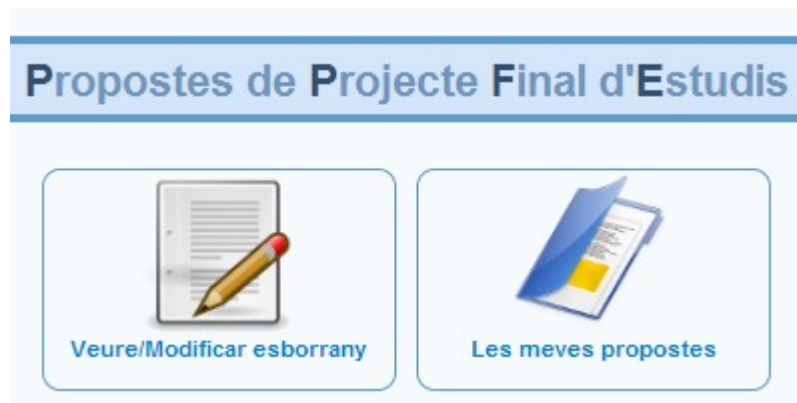 Propostes de Projecte Final d'Estudis
Veure/Modificar esborrany
Les meves propostes